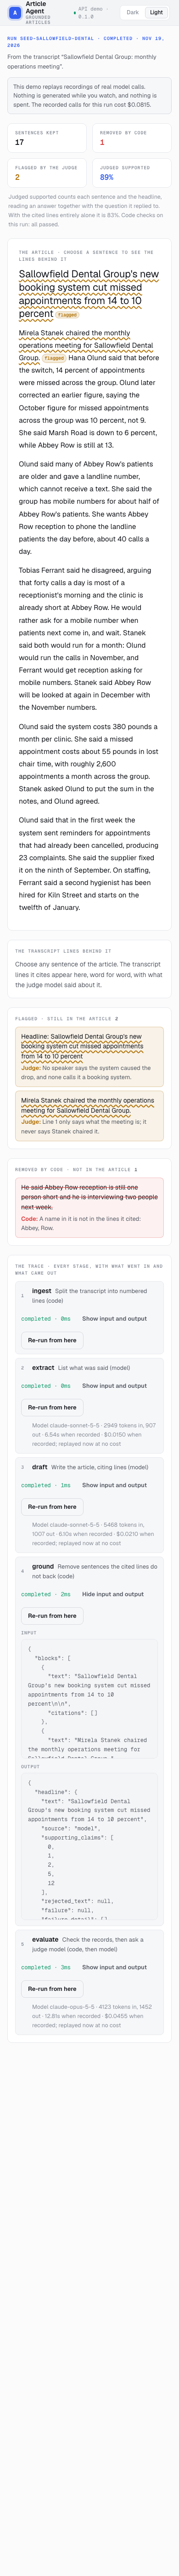 A
Article
Agent
GROUNDED
ARTICLES
API demo ·
0.1.0
Dark
Light
RUN SEED-SALLOWFIELD-DENTAL · COMPLETED · NOV 19,
2026
From the transcript “Sallowfield Dental Group: monthly
operations meeting”.
This demo replays recordings of real model calls.
Nothing is generated while you watch, and nothing is
spent. The recorded calls for this run cost $0.0815.
SENTENCES KEPT
17
REMOVED BY CODE
1
FLAGGED BY THE JUDGE
2
JUDGED SUPPORTED
89%
Judged supported counts each sentence and the headline,
reading an answer together with the question it replied to.
With the cited lines entirely alone it is 83%. Code checks on
this run: all passed.
THE ARTICLE · CHOOSE A SENTENCE TO SEE THE
LINES BEHIND IT
Sallowfield Dental Group's new
booking system cut missed
appointments from 14 to 10
percent flagged
Mirela Stanek chaired the monthly
operations meeting for Sallowfield Dental
Group. flagged Hana Olund said that before
the switch, 14 percent of appointments
were missed across the group. Olund later
corrected an earlier figure, saying the
October figure for missed appointments
across the group was 10 percent, not 9.
She said March Road is down to 6 percent,
while Abbey Row is still at 13.
Olund said many of Abbey Row's patients
are older and gave a landline number,
which cannot receive a text. She said the
group has mobile numbers for about half of
Abbey Row's patients. She wants Abbey
Row reception to phone the landline
patients the day before, about 40 calls a
day.
Tobias Ferrant said he disagreed, arguing
that forty calls a day is most of a
receptionist's morning and the clinic is
already short at Abbey Row. He would
rather ask for a mobile number when
patients next come in, and wait. Stanek
said both would run for a month: Olund
would run the calls in November, and
Ferrant would get reception asking for
mobile numbers. Stanek said Abbey Row
will be looked at again in December with
the November numbers.
Olund said the system costs 380 pounds a
month per clinic. She said a missed
appointment costs about 55 pounds in lost
chair time, with roughly 2,600
appointments a month across the group.
Stanek asked Olund to put the sum in the
notes, and Olund agreed.
Olund said that in the first week the
system sent reminders for appointments
that had already been cancelled, producing
23 complaints. She said the supplier fixed
it on the ninth of September. On staffing,
Ferrant said a second hygienist has been
hired for Kiln Street and starts on the
twelfth of January.
THE TRANSCRIPT LINES BEHIND IT
Choose any sentence of the article. The transcript
lines it cites appear here, word for word, with what
the judge model said about it.
FLAGGED · STILL IN THE ARTICLE 2
Headline: Sallowfield Dental Group's new
booking system cut missed appointments
from 14 to 10 percent
Judge: No speaker says the system caused the
drop, and none calls it a booking system.
Mirela Stanek chaired the monthly operations
meeting for Sallowfield Dental Group.
Judge: Line 1 only says what the meeting is; it
never says Stanek chaired it.
REMOVED BY CODE · NOT IN THE ARTICLE 1
He said Abbey Row reception is still one
person short and he is interviewing two people
next week.
Code: A name in it is not in the lines it cited:
Abbey, Row.
THE TRACE · EVERY STAGE, WITH WHAT WENT IN AND
WHAT CAME OUT
1
ingest Split the transcript into numbered
lines (code)
completed · 0ms
Show input and output
Re-run from here
2
extract List what was said (model)
completed · 0ms
Show input and output
Re-run from here
Model claude-sonnet-5-5 · 2949 tokens in, 907
out · 6.54s when recorded · $0.0150 when
recorded; replayed now at no cost
3
draft Write the article, citing lines (model)
completed · 1ms
Show input and output
Re-run from here
Model claude-sonnet-5-5 · 5468 tokens in,
1007 out · 6.10s when recorded · $0.0210 when
recorded; replayed now at no cost
4
ground Remove sentences the cited lines do
not back (code)
completed · 2ms
Hide input and output
Re-run from here
INPUT
{
"blocks": [
{
"text": "Sallowfield Dental
Group's new booking system cut missed
appointments from 14 to 10
percent\n\n",
"citations": []
},
{
"text": "Mirela Stanek chaired
the monthly operations meeting for
OUTPUT
{
"headline": {
"text": "Sallowfield Dental
Group's new booking system cut missed
appointments from 14 to 10 percent",
"source": "model",
"supporting_claims": [
0,
1,
2,
5,
12
],
"rejected_text": null,
"failure": null,
5
evaluate Check the records, then ask a
judge model (code, then model)
completed · 3ms
Show input and output
Re-run from here
Model claude-opus-5-5 · 4123 tokens in, 1452
out · 12.81s when recorded · $0.0455 when
recorded; replayed now at no cost